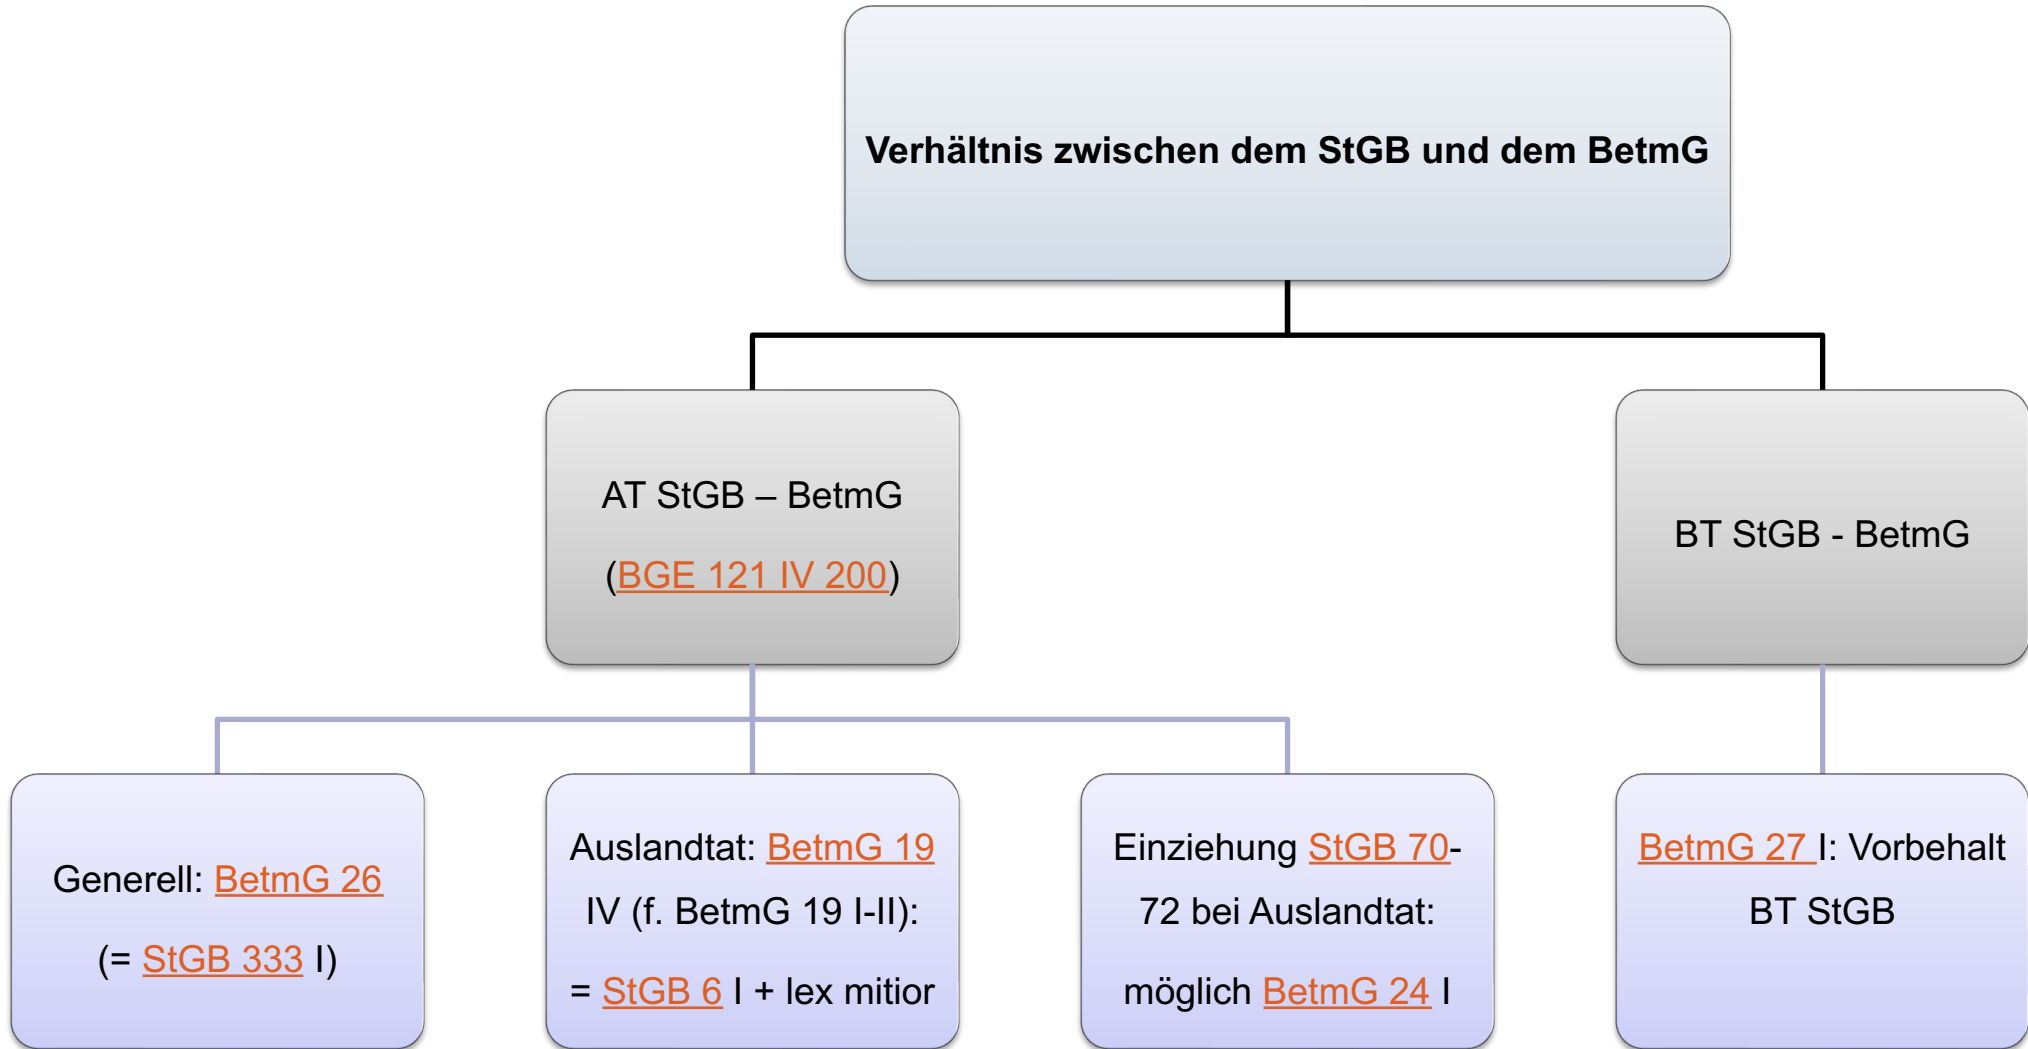 Verhältnis zwischen dem StGB und dem BetmG
AT StGB – BetmG
(BGE 121 IV 200)
BT StGB - BetmG
Generell: BetmG 26
(= StGB 333 I)
Auslandtat: BetmG 19
IV (f. BetmG 19 I-II):
= StGB 6 I + lex mitior
Einziehung StGB 70-
72 bei Auslandtat:
möglich BetmG 24 I
BetmG 27 I: Vorbehalt
BT StGB